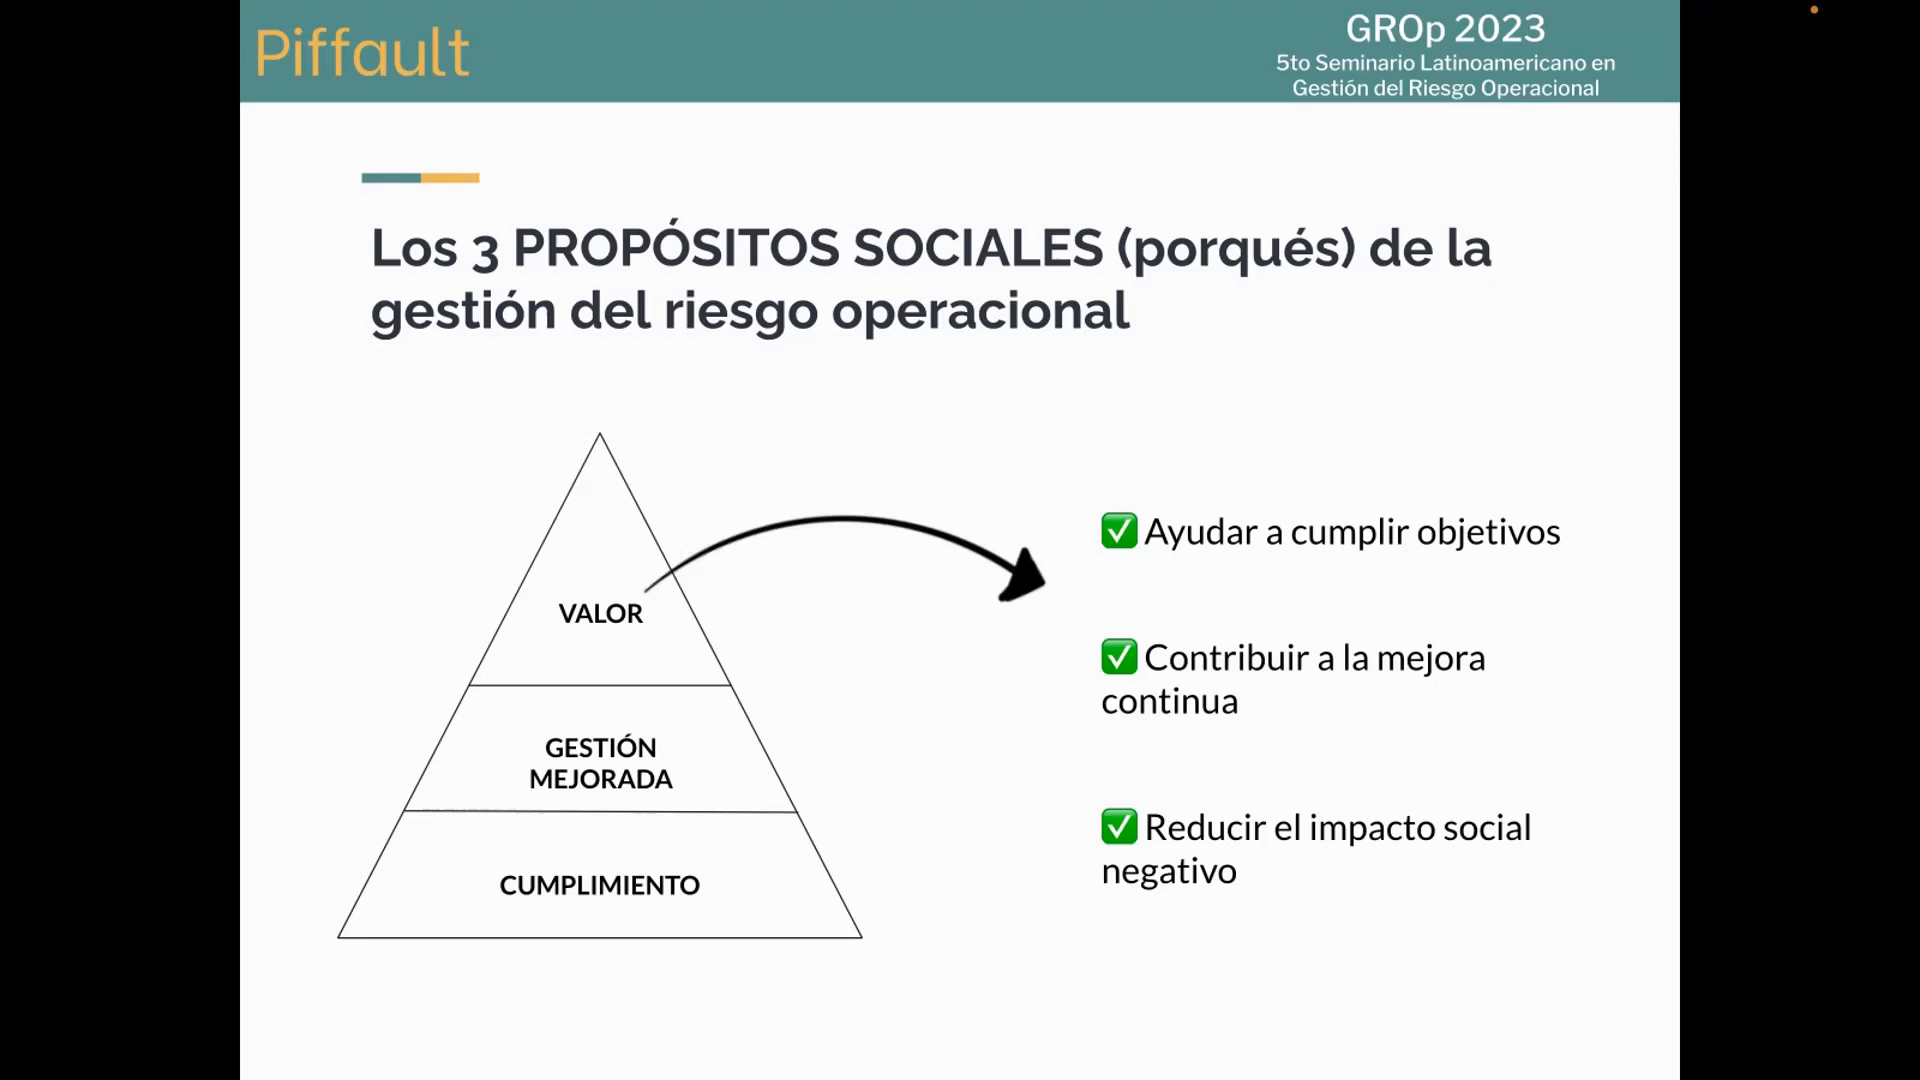 Piffault
GROp 2023
5to Seminario Latinoamericano en
Gestión del Riesgo Operacional
Los 3 PROPÓSITOS SOCIALES (porqués) de la
gestión del riesgo operacional
VALOR
GESTIÓN
MEJORADA
CUMPLIMIENTO
✅ Ayudar a cumplir objetivos
✅ Contribuir a la mejora
continua
✅ Reducir el impacto social
negativo